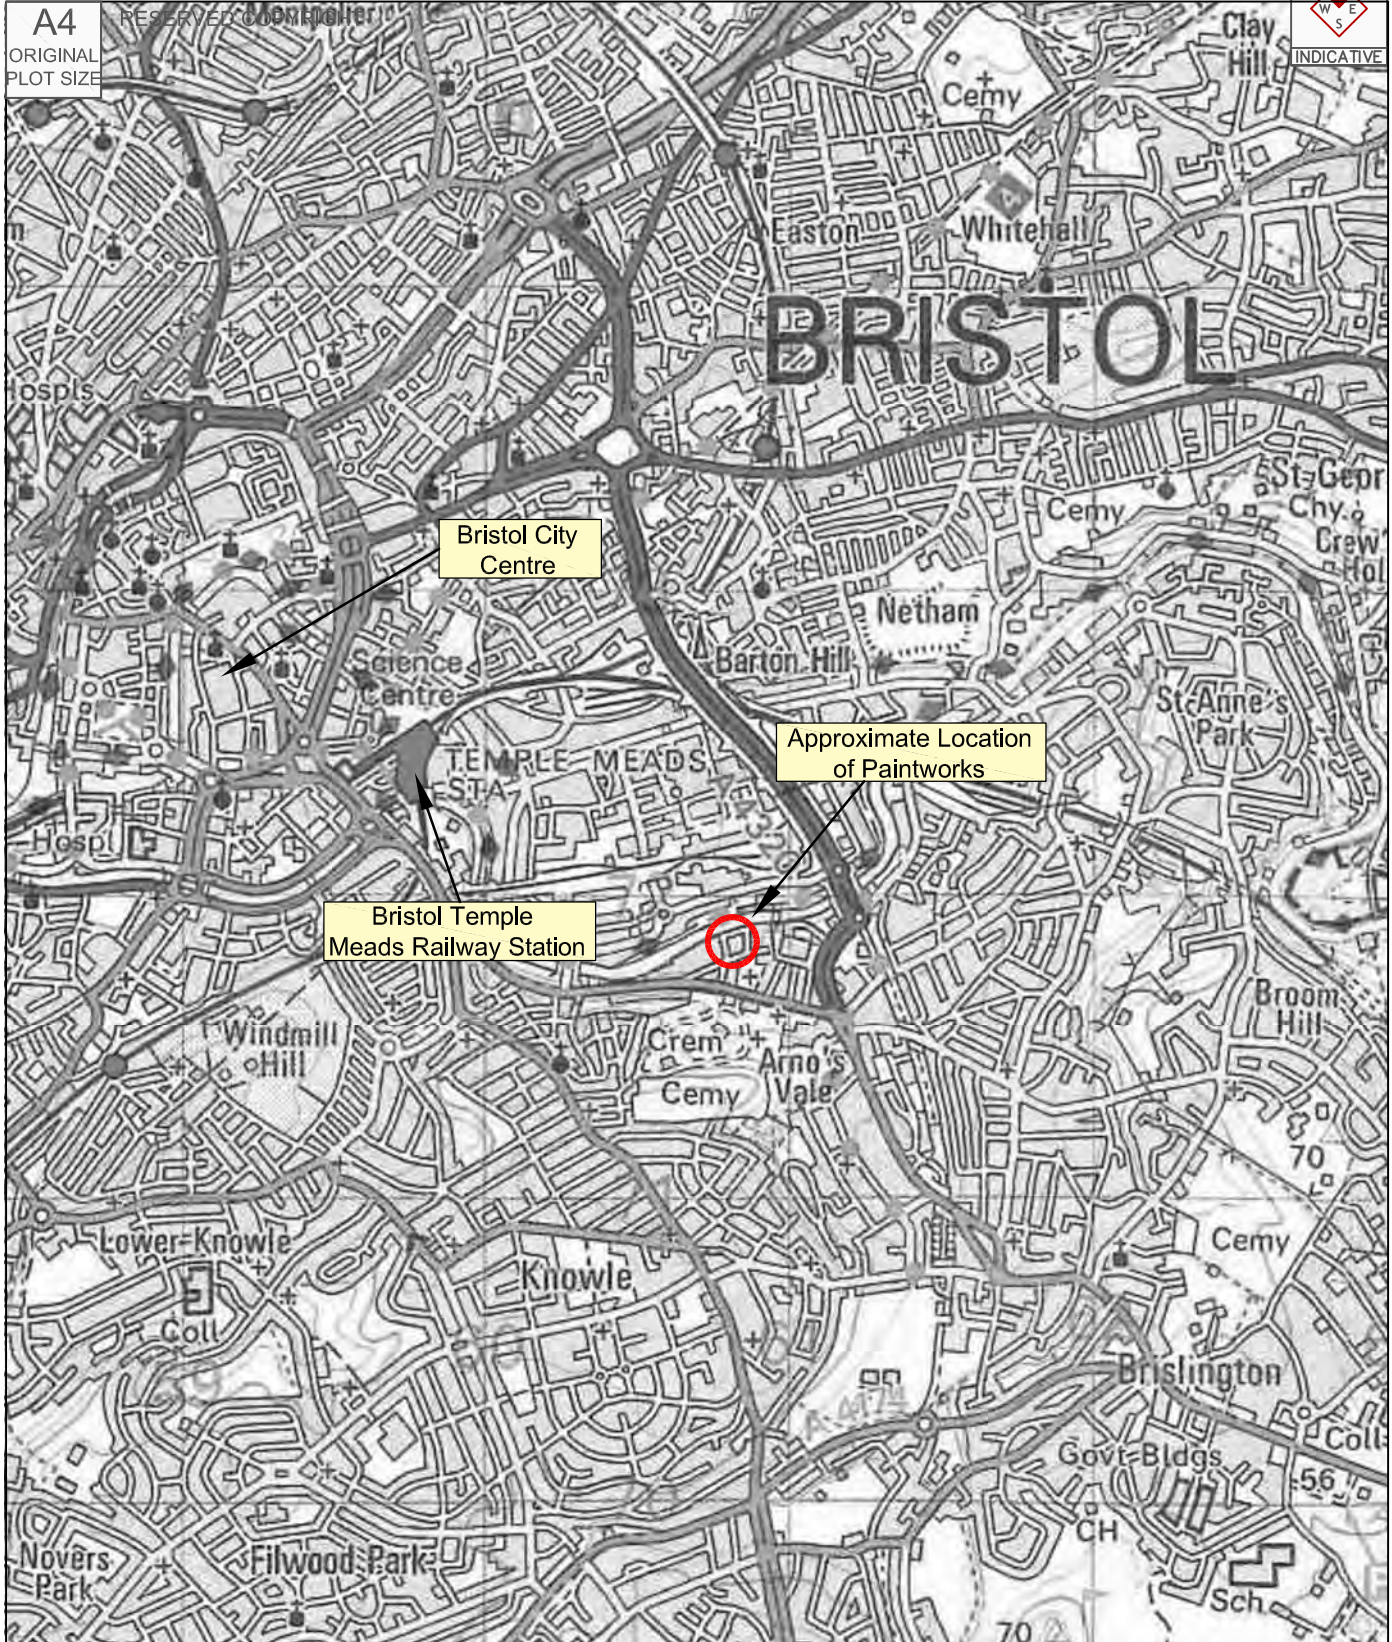 A4
ORIGINAL
PLOT SIZE
RESERVED COPYRIGHT
W E
S
INDICATIVE
Clay
Hill
Cemy
Easton
Whitehall
BRISTOL
Hospls
St George
Cemy
Chy
Crew's
Hol
Bristol City
Centre
Netham
Science
Centre
Barton Hill
St Anne's
Park
Approximate Location
of Paintworks
TEMPLE MEADS
STA
Hospl
Bristol Temple
Meads Railway Station
Broom
Hill
Windmill
Hill
Crem
Arno's
Vale
Cemy
70
Lower Knowle
Cemy
Knowle
Coll
Brislington
A 4174
Coll
Govt Bldgs
56
CH
Novers
Park
Filwood Park
Sch
70